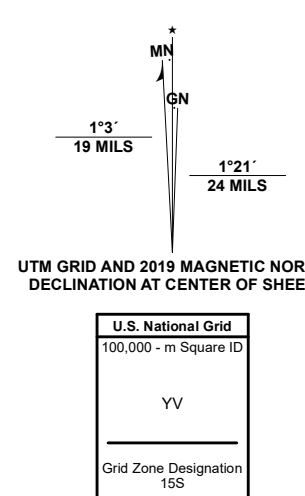 ★
MN
GN
1°3´
19 MILS
1°21´
24 MILS
UTM GRID AND 2019 MAGNETIC NOR
DECLINATION AT CENTER OF SHEE
U.S. National Grid
100,000 - m Square ID
YV
Grid Zone Designation
15S